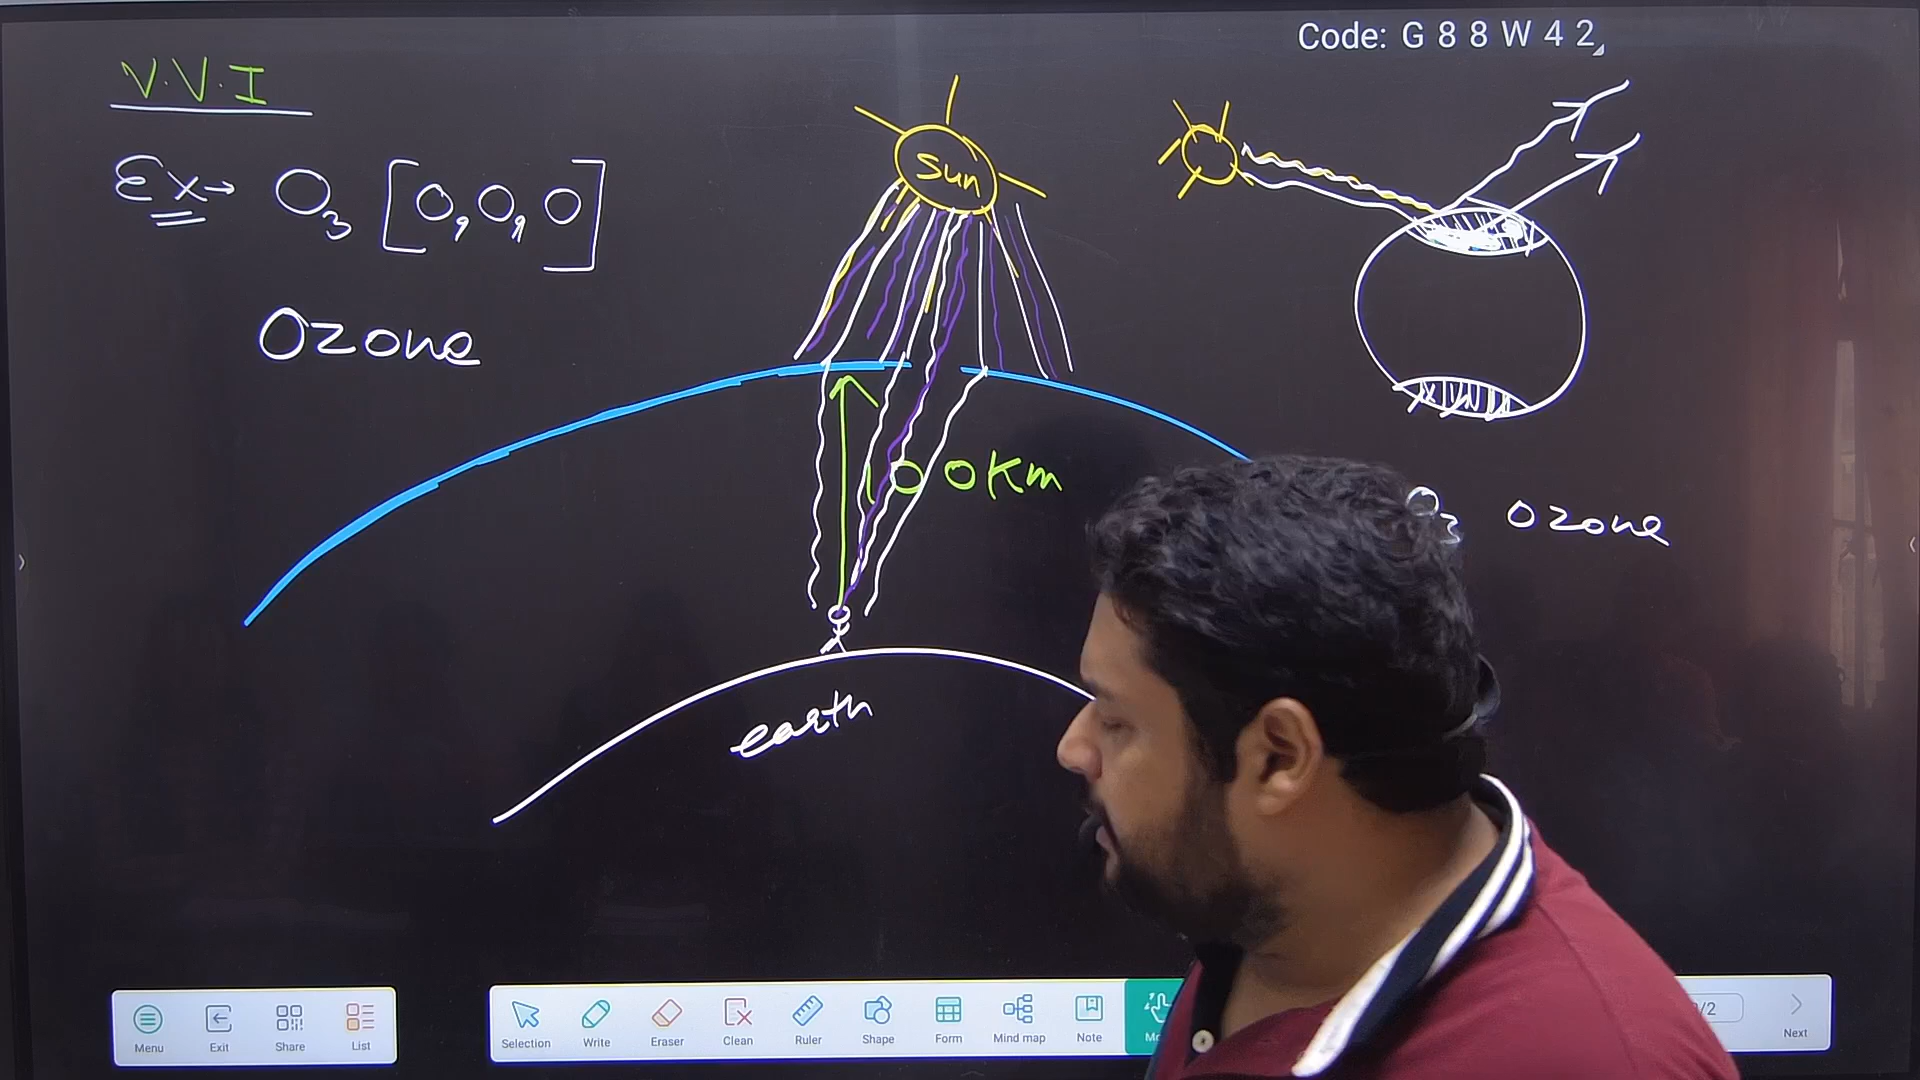 Code: G 8 8 W 4 2
V.V.I
Ex→ O3 [O,O,O]
Ozone
Sun
100Km
O3 Ozone
earth
Menu Exit Share List
Selection Write Eraser Clean Ruler Shape Form Mind map Note
/2 Next